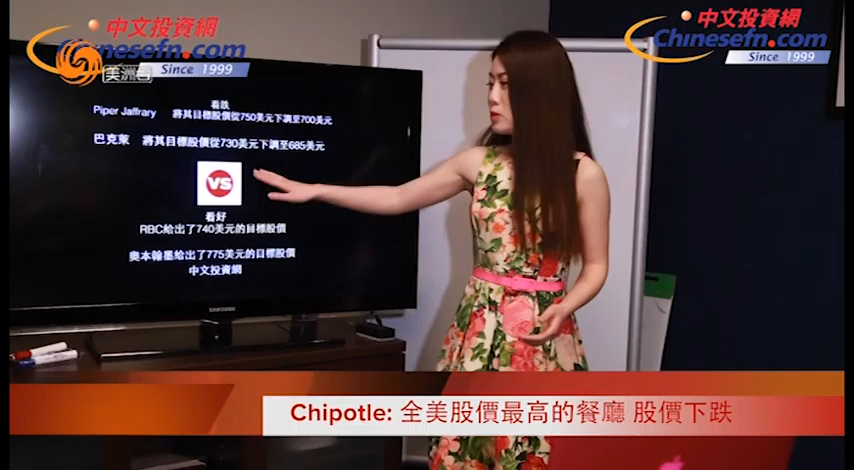 中文投資網
Chinesefn.com
Since 1999
美洲台
中文投資網
Chinesefn.com
Since 1999
看跌
Piper Jaffrary 將其目標股價從750美元下調至700美元
巴克萊 將其目標股價從730美元下調至685美元
VS
看好
RBC給出了740美元的目標股價
奧本翰墨給出了775美元的目標股價
中文投資網
SAMSUNG
Chipotle: 全美股價最高的餐廳 股價下跌